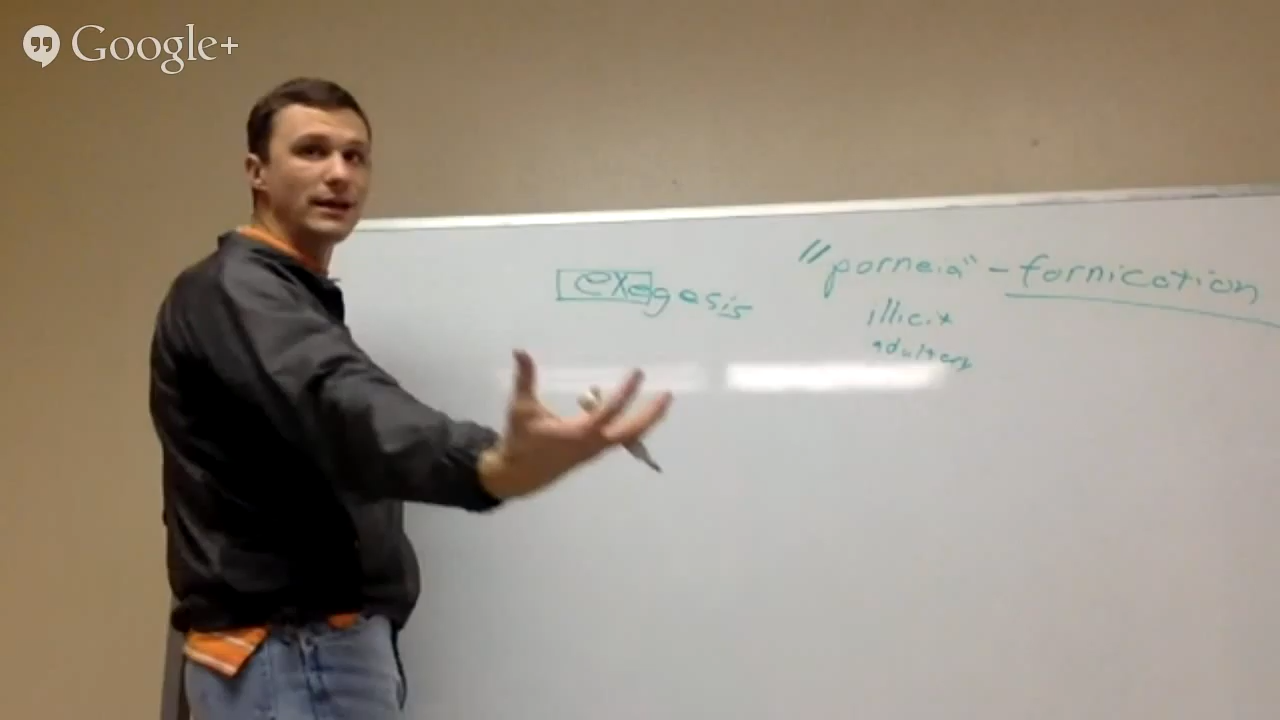 Google+
exegesis
"porneia" - fornication
illicit
adultery